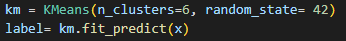 km = KMeans(n_clusters=6, random_state= 42)
label= km.fit_predict(x)